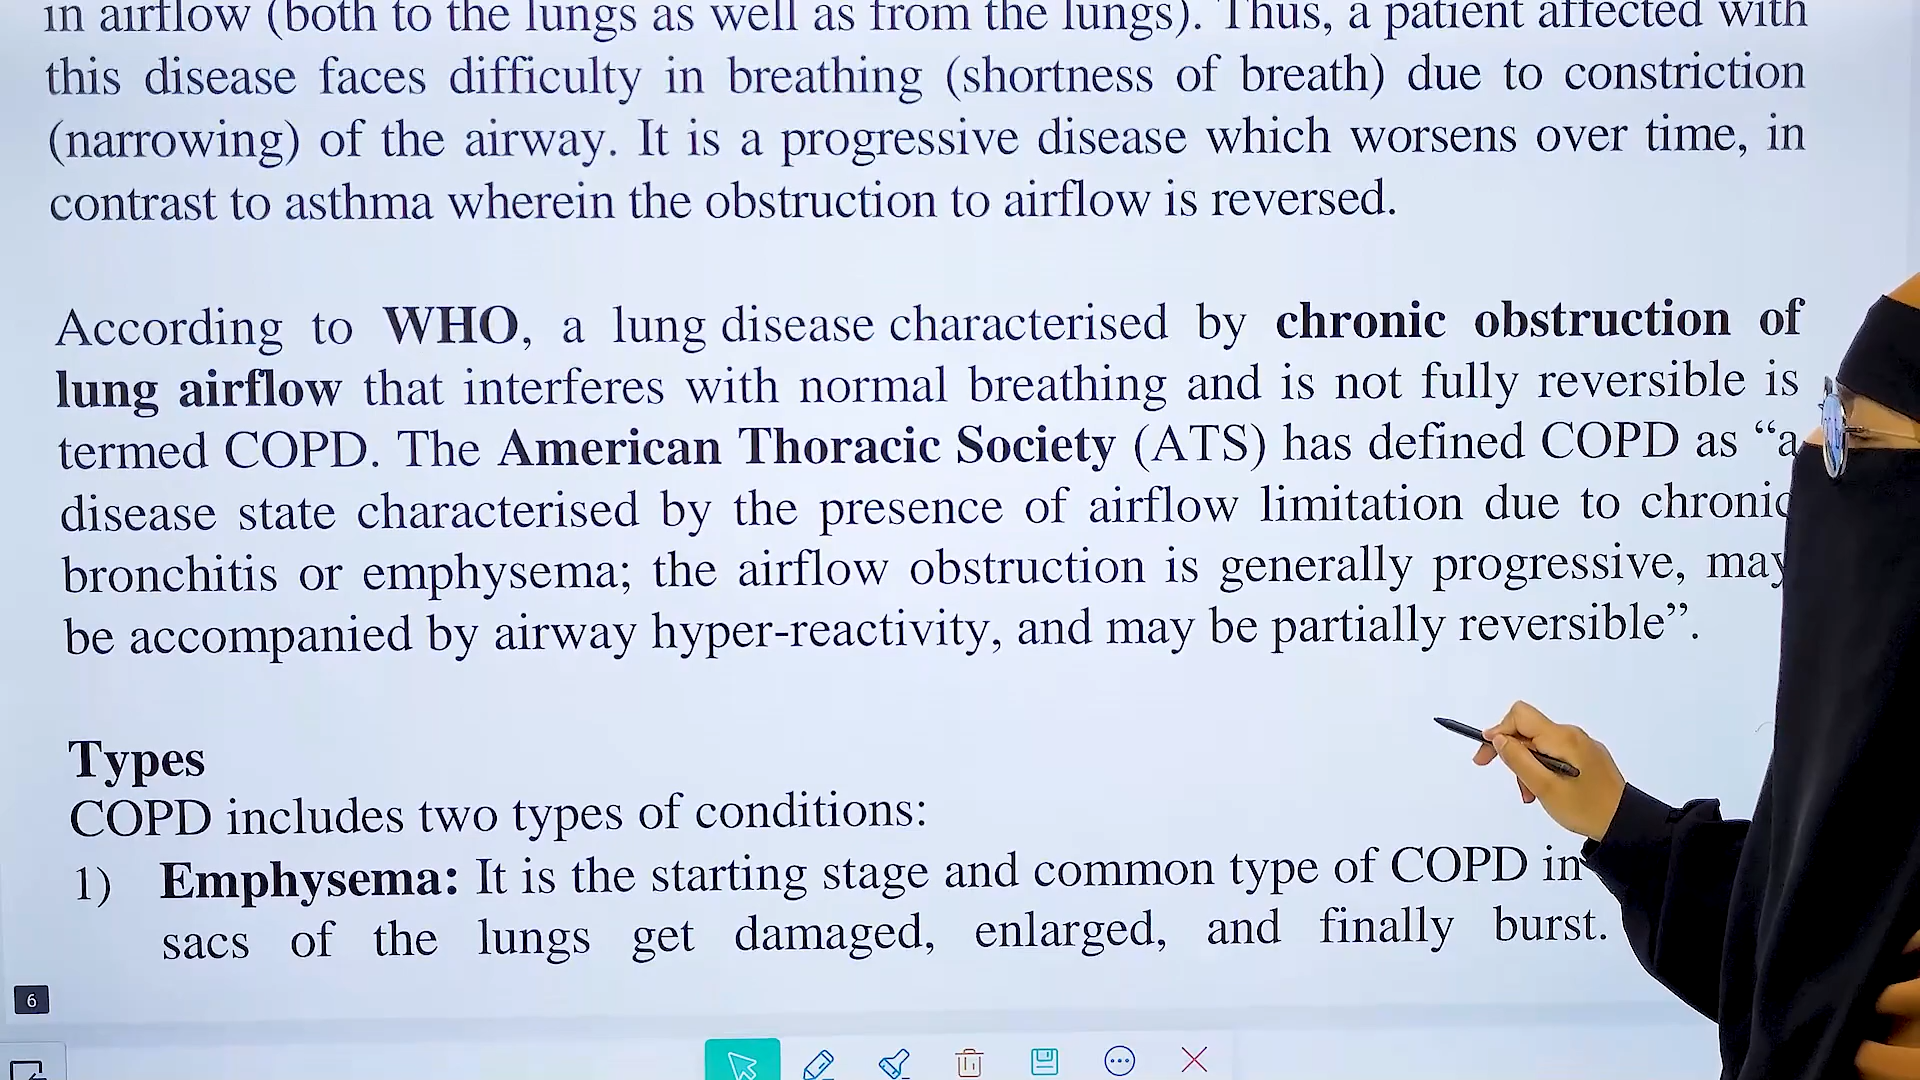 in airflow (both to the lungs as well as from the lungs). Thus, a patient affected with
this disease faces difficulty in breathing (shortness of breath) due to constriction
(narrowing) of the airway. It is a progressive disease which worsens over time, in
contrast to asthma wherein the obstruction to airflow is reversed.
According to WHO, a lung disease characterised by chronic obstruction of
lung airflow that interferes with normal breathing and is not fully reversible is
termed COPD. The American Thoracic Society (ATS) has defined COPD as “a
disease state characterised by the presence of airflow limitation due to chronic
bronchitis or emphysema; the airflow obstruction is generally progressive, may
be accompanied by airway hyper-reactivity, and may be partially reversible”.
Types
COPD includes two types of conditions:
1) Emphysema: It is the starting stage and common type of COPD in
sacs of the lungs get damaged, enlarged, and finally burst.
6